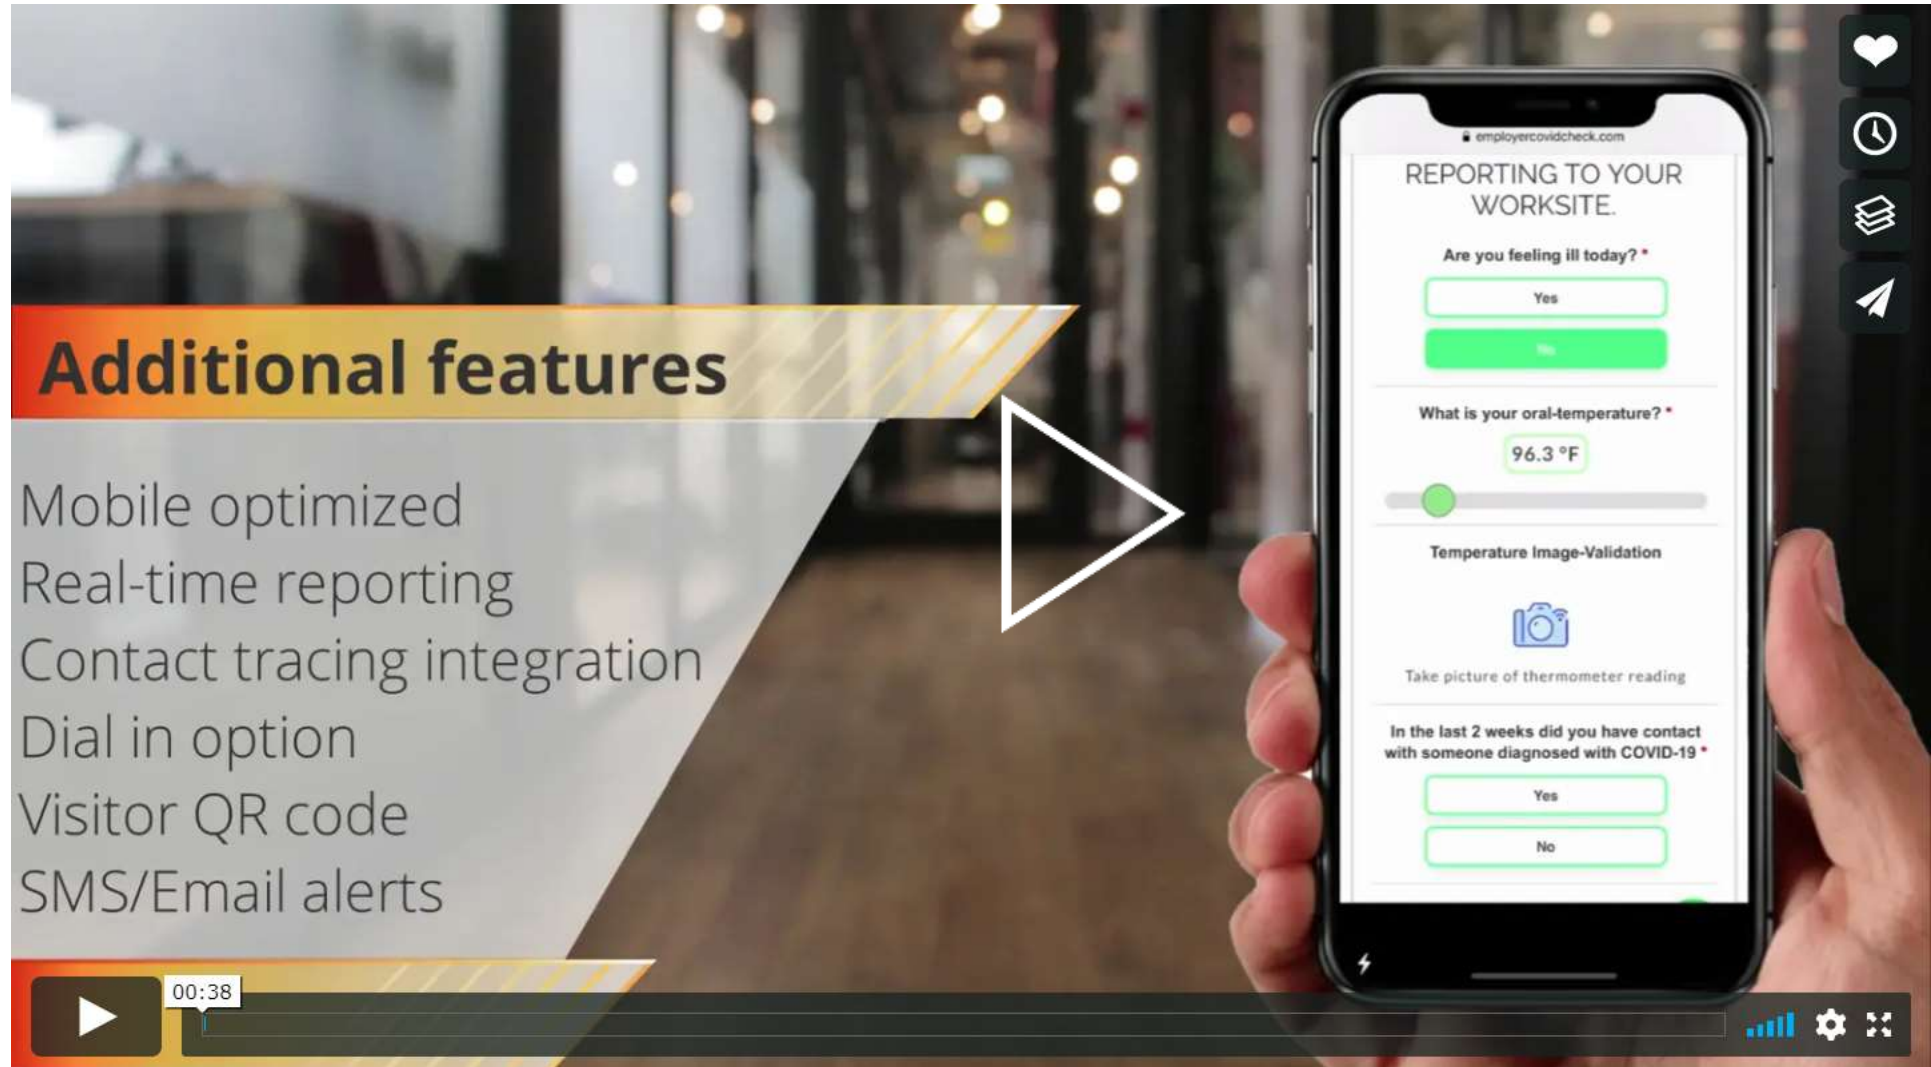 Additional features
Mobile optimized
Real-time reporting
Contact tracing integration
Dial in option
Visitor QR code
SMS/Email alerts
00:38
employercovidcheck.com
REPORTING TO YOUR
WORKSITE.
Are you feeling ill today? *
Yes
No
What is your oral-temperature? *
96.3 °F
Temperature Image-Validation
Take picture of thermometer reading
In the last 2 weeks did you have contact
with someone diagnosed with COVID-19 *
Yes
No